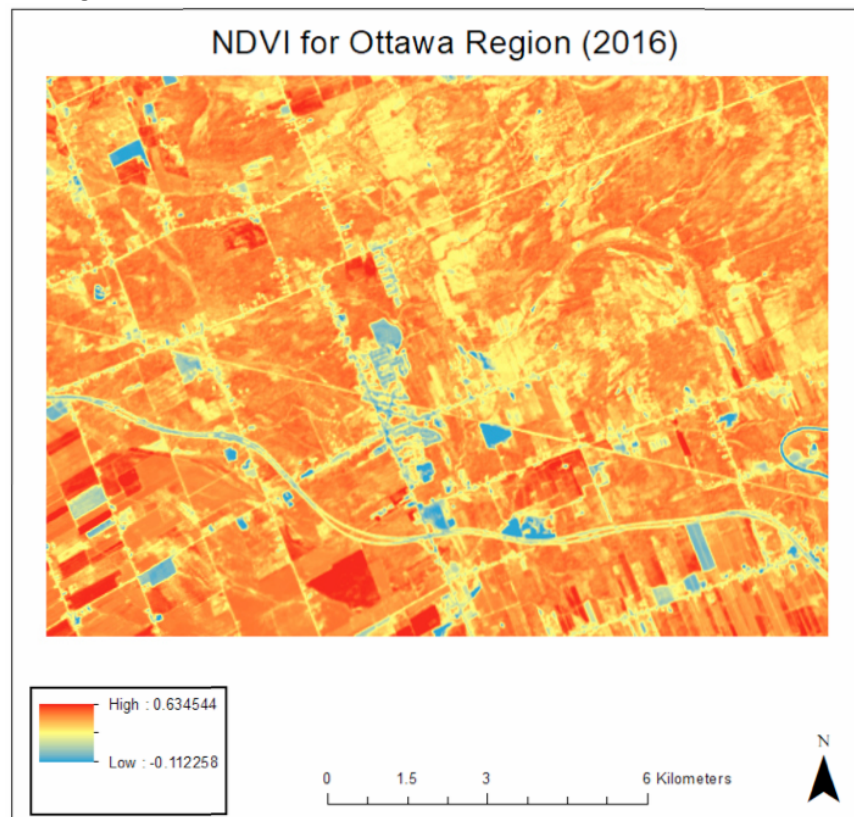 NDVI for Ottawa Region (2016)
High : 0.634544
Low : -0.112258
0 1.5 3 6 Kilometers
N